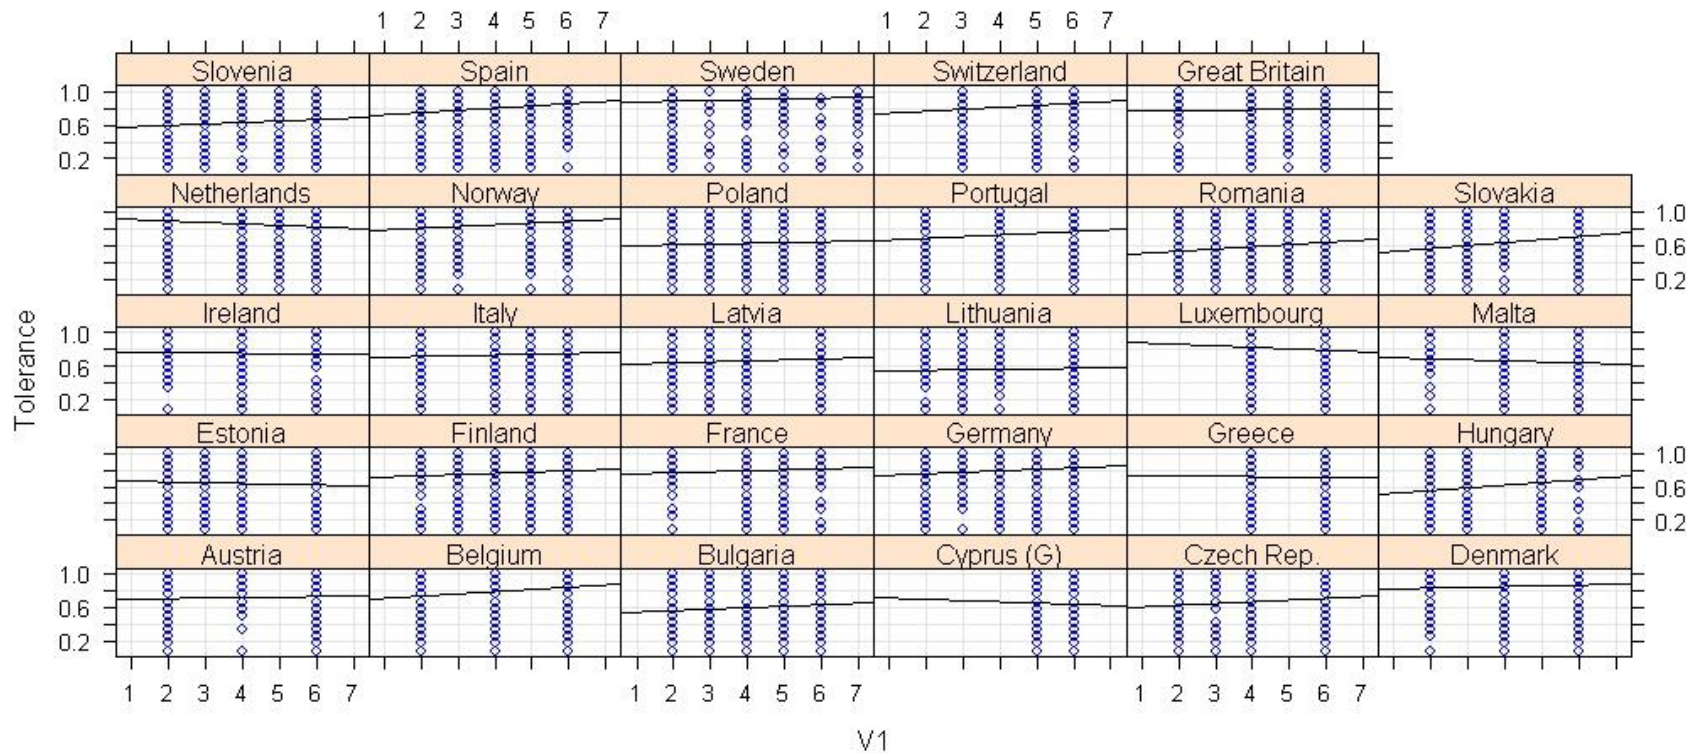 1 2 3 4 5 6 7 1 2 3 4 5 6 7
Slovenia Spain Sweden Switzerland Great Britain
1.0
0.6
0.2
Netherlands Norway Poland Portugal Romania Slovakia
1.0
0.6
0.2
Ireland Italy Latvia Lithuania Luxembourg Malta
1.0
0.6
0.2
Tolerance
Estonia Finland France Germany Greece Hungary
1.0
0.6
0.2
Austria Belgium Bulgaria Cyprus (G) Czech Rep. Denmark
1.0
0.6
0.2
1 2 3 4 5 6 7 1 2 3 4 5 6 7 1 2 3 4 5 6 7
V1